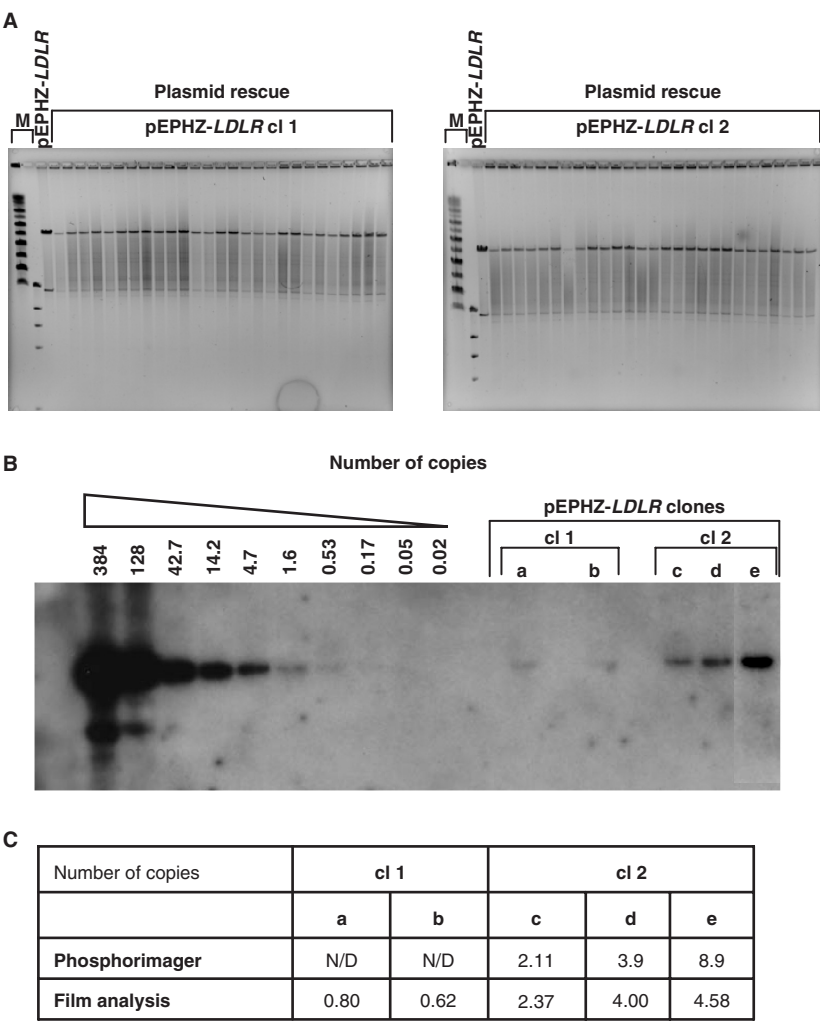 A
pEPHZ-LDLR
Plasmid rescue
M
pEPHZ-LDLR cl 1
pEPHZ-LDLR
Plasmid rescue
M
pEPHZ-LDLR cl 2
B
Number of copies
pEPHZ-LDLR clones
cl 1
cl 2
384
128
42.7
14.2
4.7
1.6
0.53
0.17
0.05
0.02
a
b
c
d
e
C
Number of copies cl 1 cl 2
a b c d e
Phosphorimager N/D N/D 2.11 3.9 8.9
Film analysis 0.80 0.62 2.37 4.00 4.58